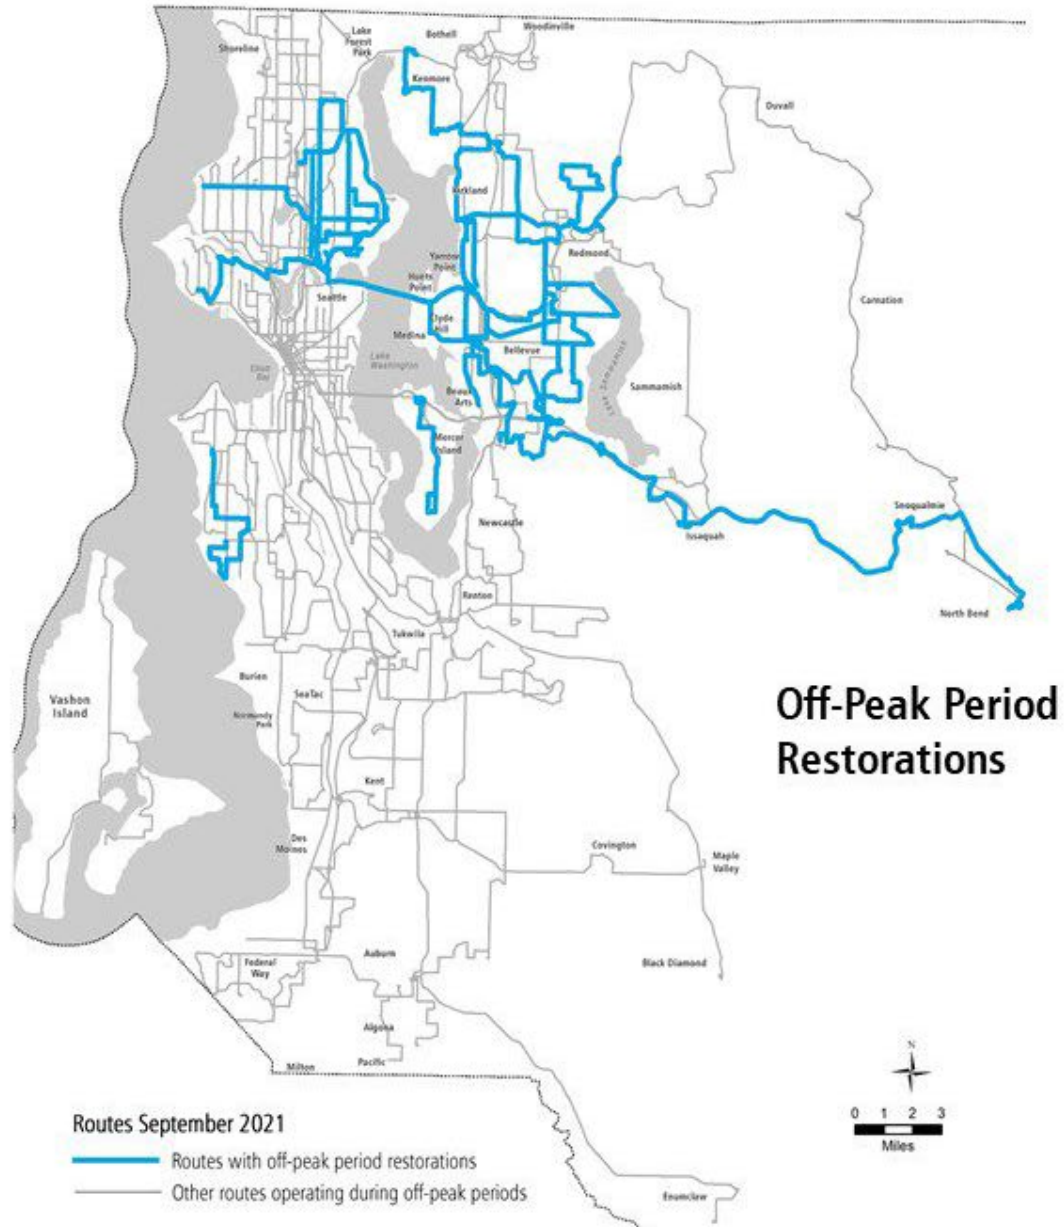 Woodinville
Lake
Forest
Park
Bothell
Shoreline
Kenmore
Duvall
Kirkland
Yarrow
Point
Redmond
Hunts
Point
Seattle
Carnation
Clyde
Hill
Medina
Bellevue
Lake
Washington
Elliott
Bay
Lake Sammamish
Sammamish
Beaux
Arts
Mercer
Island
Newcastle
Snoqualmie
Issaquah
Renton
North Bend
Tukwila
Burien
SeaTac
Vashon
Island
Normandy
Park
Off-Peak Period
Restorations
Kent
Des
Moines
Covington
Maple
Valley
Auburn
Federal
Way
Black Diamond
Algona
Pacific
Milton
N
0 1 2 3
Miles
Routes September 2021
Routes with off-peak period restorations
Other routes operating during off-peak periods
Enumclaw